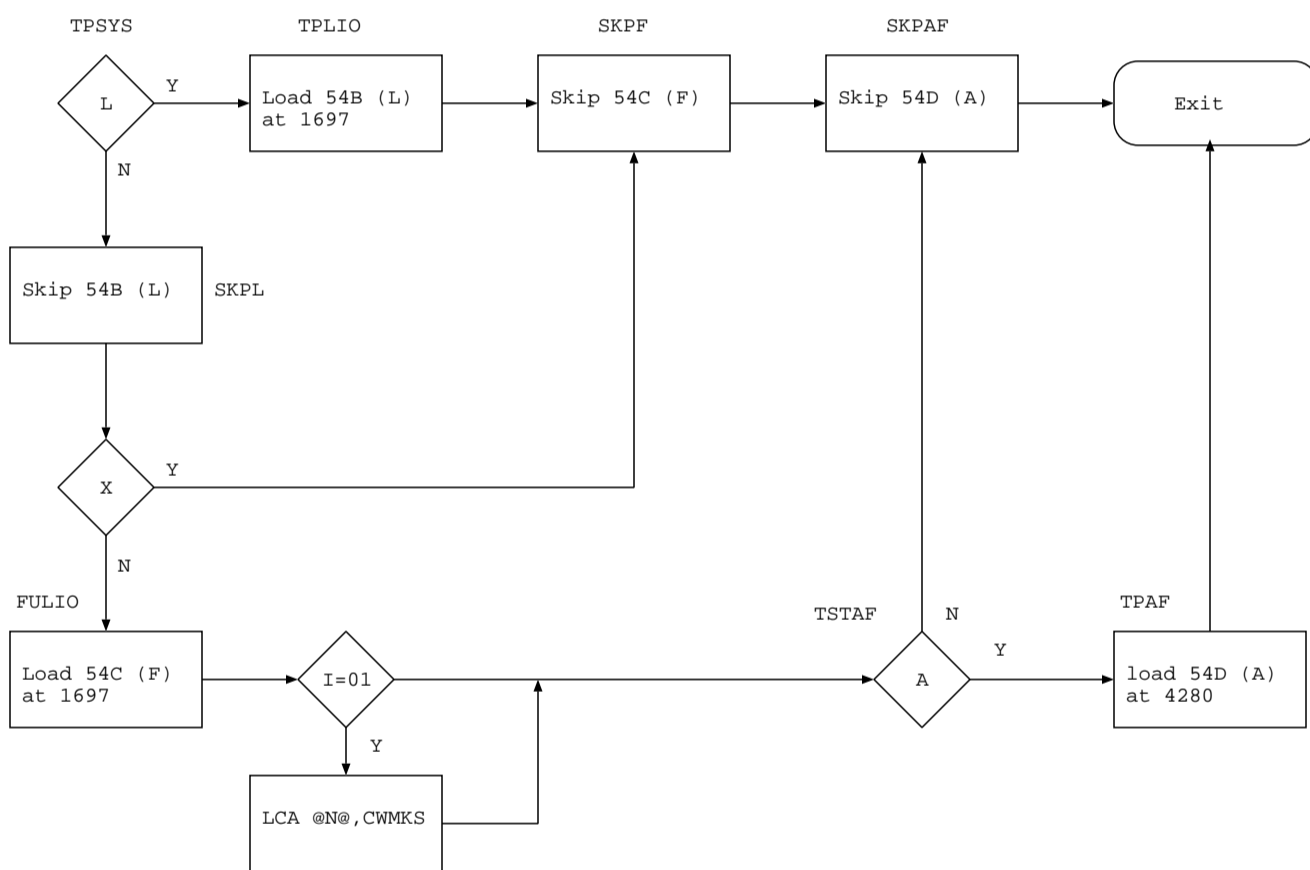 TPSYS
TPLIO
SKPF
SKPAF
L
Y
Load 54B (L)
at 1697
Skip 54C (F)
Skip 54D (A)
Exit
N
Skip 54B (L)
SKPL
X
Y
N
FULIO
TSTAF
N
TPAF
Load 54C (F)
at 1697
I=01
A
Y
load 54D (A)
at 4280
Y
LCA @N@,CWMKS